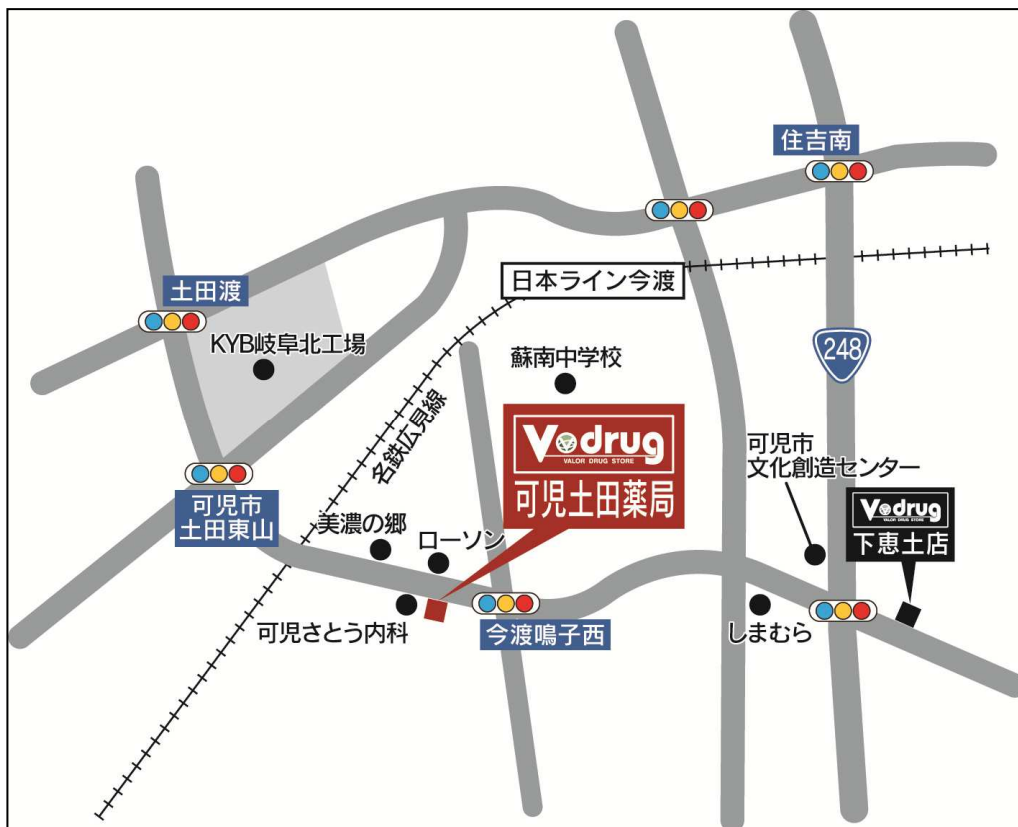 住吉南
日本ライン今渡
土田渡
KYB岐阜北工場
蘇南中学校
248
名鉄広見線
V drug
VALOR DRUG STORE
可児土田薬局
可児市
文化創造センター
可児市
土田東山
美濃の郷
ローソン
V drug
VALOR DRUG STORE
下恵土店
可児さとう内科
今渡鳴子西
しまむら